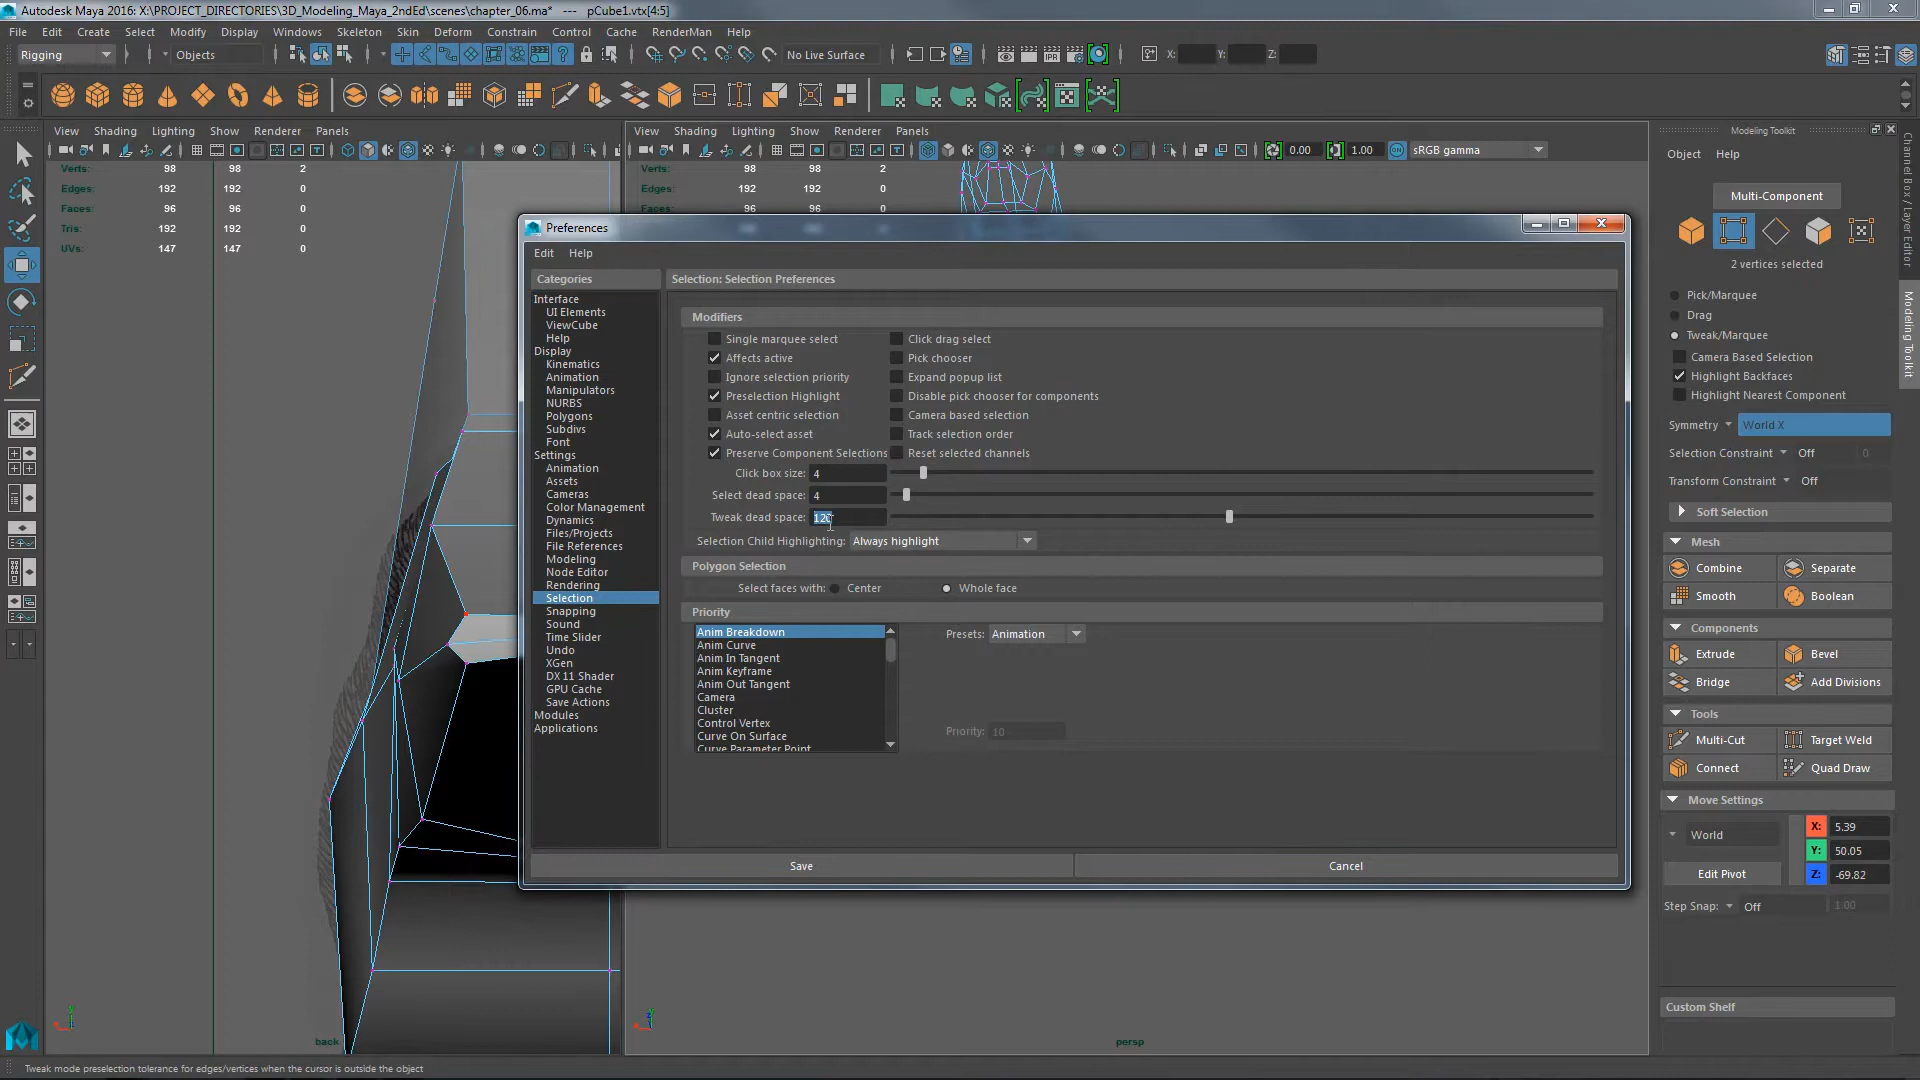 Autodesk Maya 2016: X:\PROJECT_DIRECTORIES\3D_Modeling_Maya_2ndEd\scenes\chapter_06.ma* --- pCube1.vtx[4:5]
File Edit Create Select Modify Display Windows Skeleton Skin Deform Constrain Control Cache RenderMan Help
Rigging Objects No Live Surface X: Y: Z:
View Shading Lighting Show Renderer Panels
View Shading Lighting Show Renderer Panels
0.00 1.00 sRGB gamma
Verts: 98 98 2
Edges: 192 192 0
Faces: 96 96 0
Tris: 192 192 0
UVs: 147 147 0
Verts: 98 98 2
Edges: 192 192 0
Faces: 96 96 0
back
persp
Preferences
Edit Help
Categories
Interface
UI Elements
ViewCube
Help
Display
Kinematics
Animation
Manipulators
NURBS
Polygons
Subdivs
Font
Settings
Animation
Assets
Cameras
Color Management
Dynamics
Files/Projects
File References
Modeling
Node Editor
Rendering
Selection
Snapping
Sound
Time Slider
Undo
XGen
DX 11 Shader
GPU Cache
Save Actions
Modules
Applications
Selection: Selection Preferences
Modifiers
Single marquee select Click drag select
Affects active Pick chooser
Ignore selection priority Expand popup list
Preselection Highlight Disable pick chooser for components
Asset centric selection Camera based selection
Auto-select asset Track selection order
Preserve Component Selections Reset selected channels
Click box size: 4
Select dead space: 4
Tweak dead space: 120
Selection Child Highlighting: Always highlight
Polygon Selection
Select faces with: Center Whole face
Priority
Anim Breakdown
Anim Curve
Anim In Tangent
Anim Keyframe
Anim Out Tangent
Camera
Cluster
Control Vertex
Curve On Surface
Curve Parameter Point
Presets: Animation
Priority: 10
Save Cancel
Modeling Toolkit
Object Help
Multi-Component
2 vertices selected
Pick/Marquee
Drag
Tweak/Marquee
Camera Based Selection
Highlight Backfaces
Highlight Nearest Component
Symmetry World X
Selection Constraint Off 0
Transform Constraint Off
Soft Selection
Mesh
Combine Separate
Smooth Boolean
Components
Extrude Bevel
Bridge Add Divisions
Tools
Multi-Cut Target Weld
Connect Quad Draw
Move Settings
World X: 5.39
Y: 50.05
Edit Pivot Z: -69.82
Step Snap: Off 1.00
Custom Shelf
Channel Box / Layer Editor
Modeling Toolkit
Tweak mode preselection tolerance for edges/vertices when the cursor is outside the object